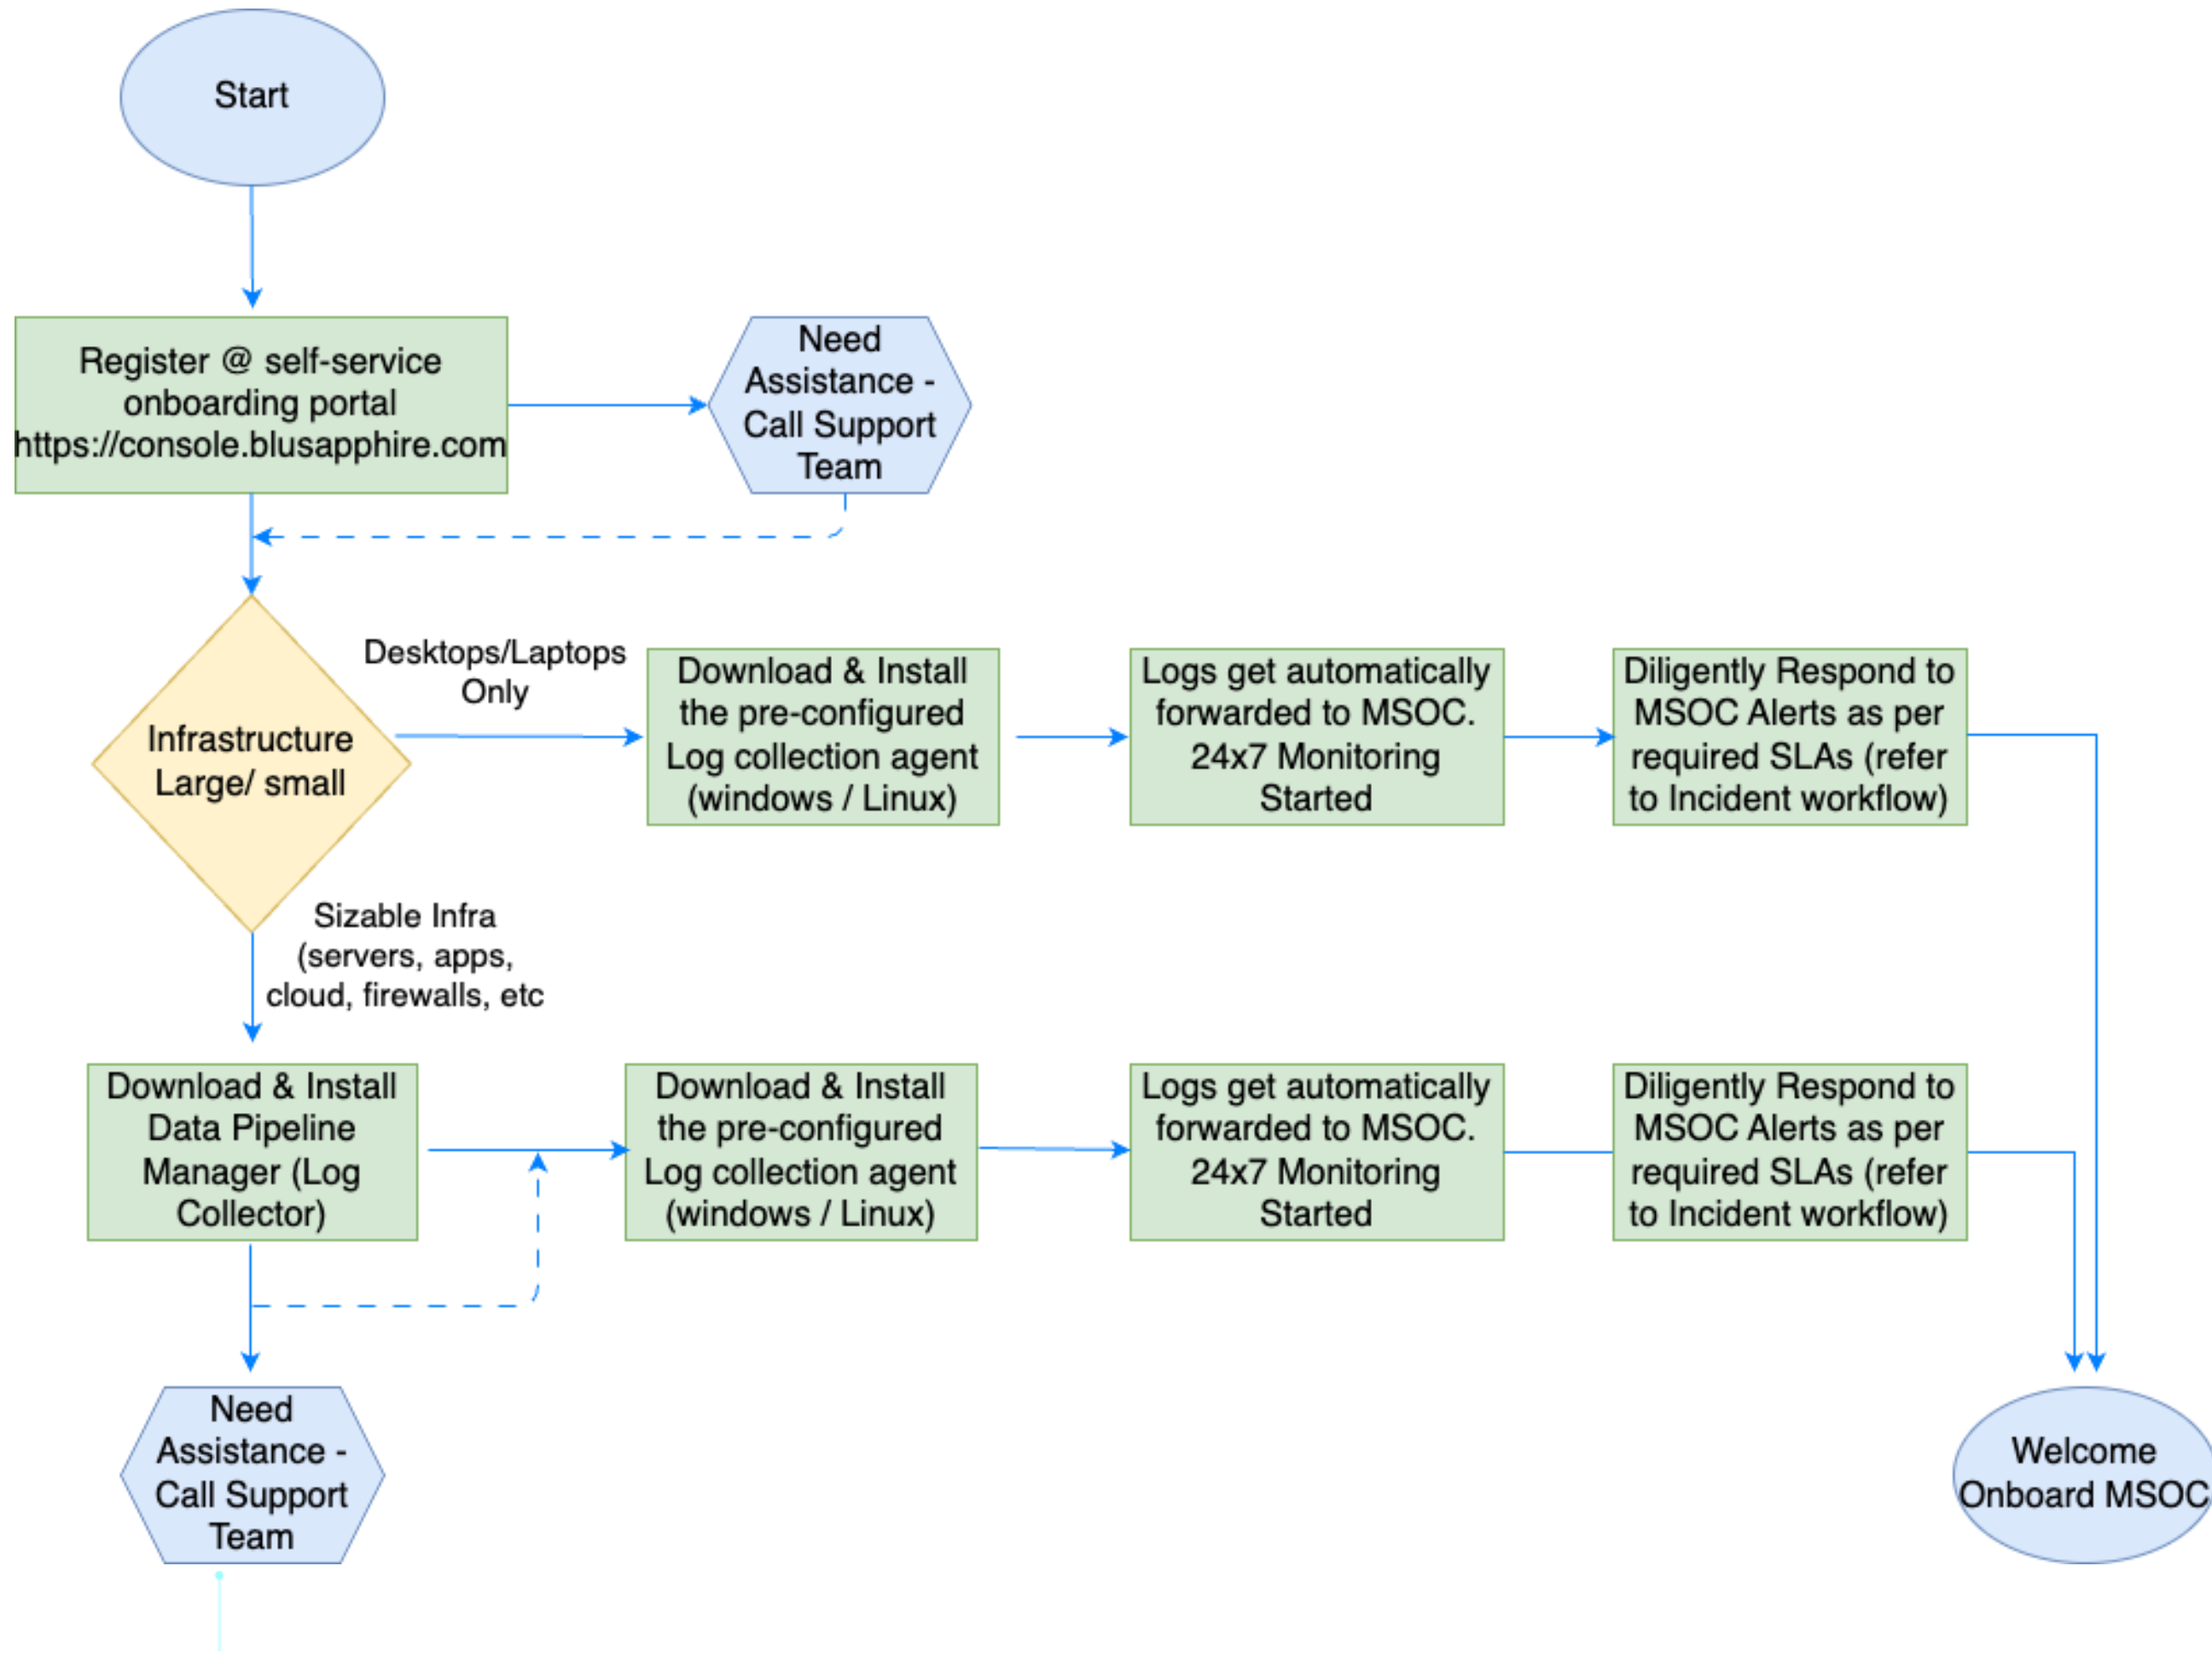 Start
Register @ self-service
onboarding portal
https://console.blusapphire.com
Need
Assistance -
Call Support
Team
Infrastructure
Large/ small
Desktops/Laptops
Only
Download & Install
the pre-configured
Log collection agent
(windows / Linux)
Logs get automatically
forwarded to MSOC.
24x7 Monitoring
Started
Diligently Respond to
MSOC Alerts as per
required SLAs (refer
to Incident workflow)
Sizable Infra
(servers, apps,
cloud, firewalls, etc
Download & Install
Data Pipeline
Manager (Log
Collector)
Download & Install
the pre-configured
Log collection agent
(windows / Linux)
Logs get automatically
forwarded to MSOC.
24x7 Monitoring
Started
Diligently Respond to
MSOC Alerts as per
required SLAs (refer
to Incident workflow)
Need
Assistance -
Call Support
Team
Welcome
Onboard MSOC